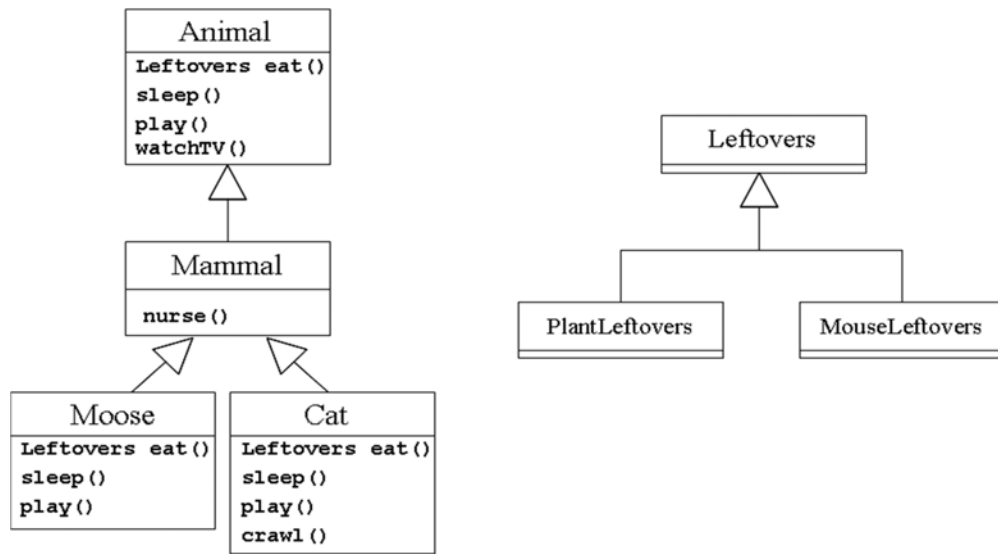 Animal
Leftovers eat()
sleep()
play()
watchTV()
Mammal
nurse()
Moose
Leftovers eat()
sleep()
play()
Cat
Leftovers eat()
sleep()
play()
crawl()
Leftovers
PlantLeftovers
MouseLeftovers